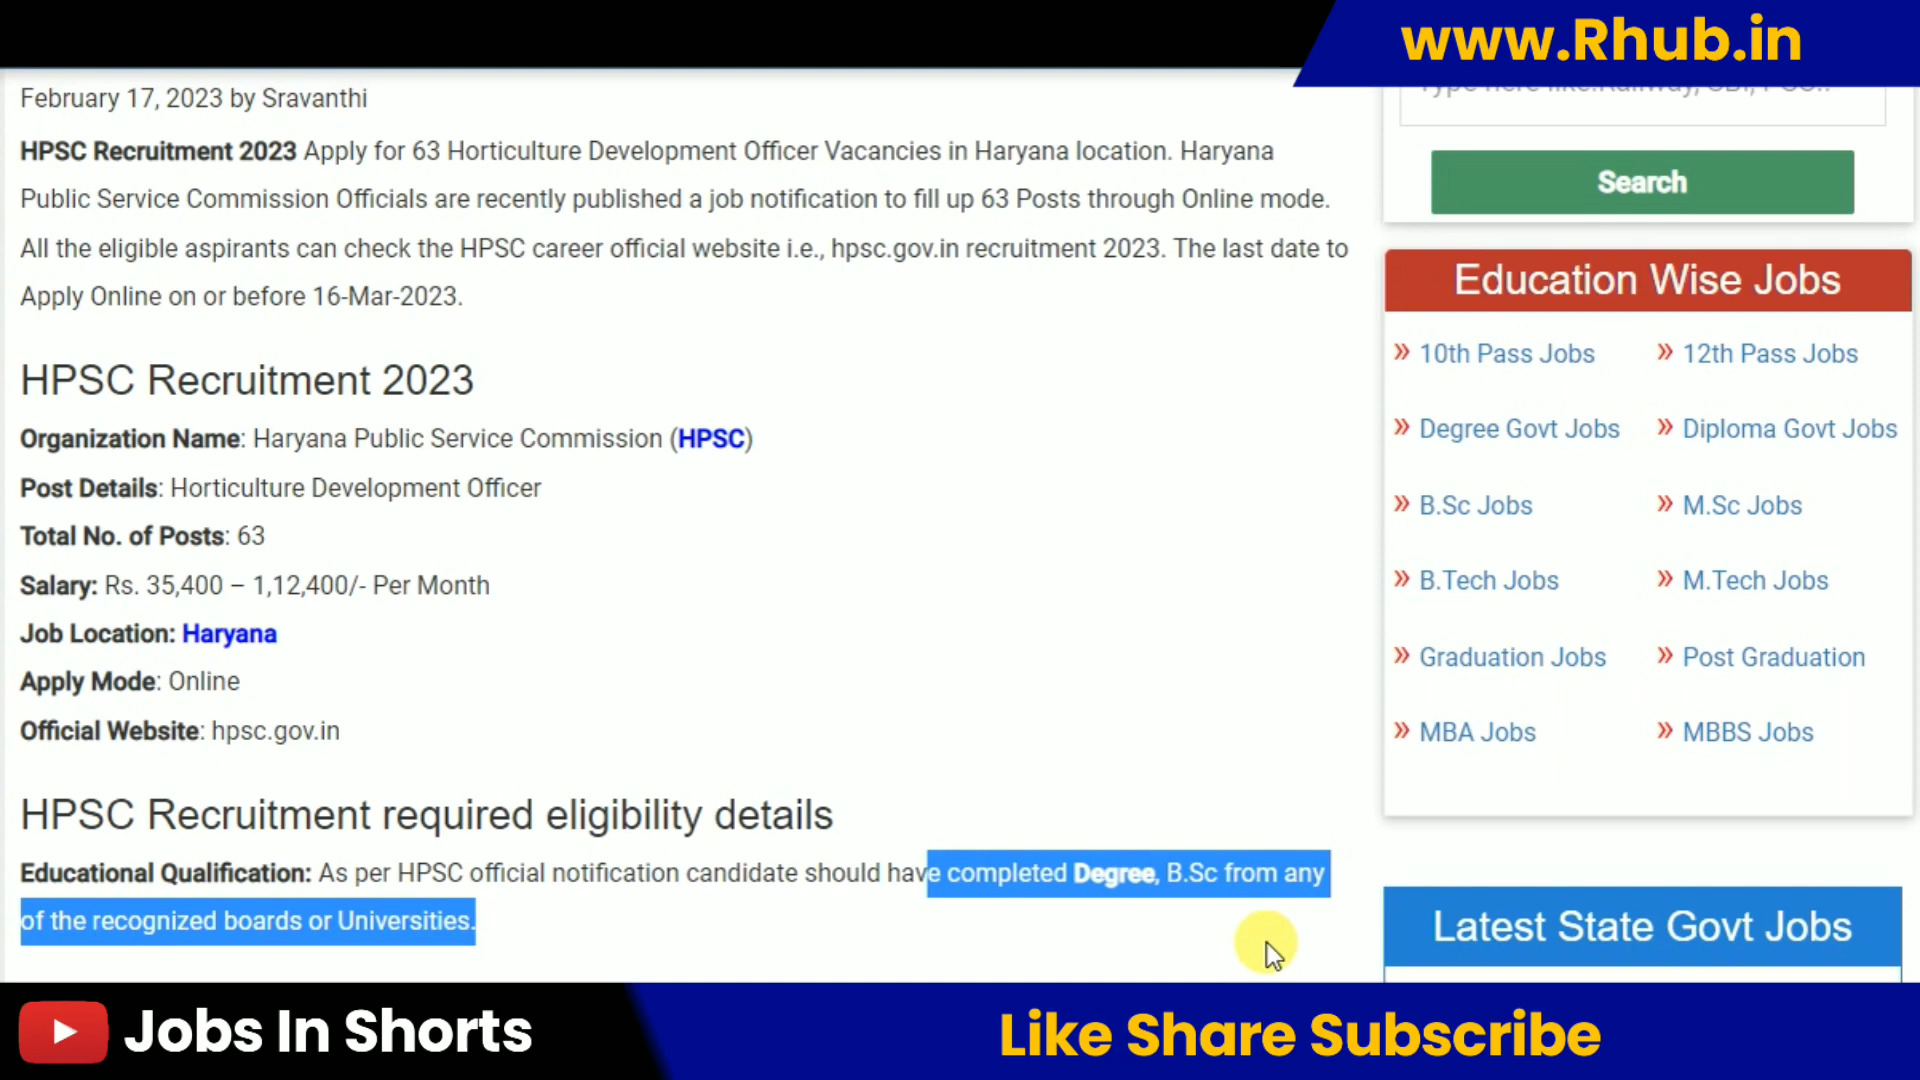 www.Rhub.in
February 17, 2023 by Sravanthi
HPSC Recruitment 2023 Apply for 63 Horticulture Development Officer Vacancies in Haryana location. Haryana
Public Service Commission Officials are recently published a job notification to fill up 63 Posts through Online mode.
All the eligible aspirants can check the HPSC career official website i.e., hpsc.gov.in recruitment 2023. The last date to
Apply Online on or before 16-Mar-2023.
HPSC Recruitment 2023
Organization Name: Haryana Public Service Commission (HPSC)
Post Details: Horticulture Development Officer
Total No. of Posts: 63
Salary: Rs. 35,400 – 1,12,400/- Per Month
Job Location: Haryana
Apply Mode: Online
Official Website: hpsc.gov.in
HPSC Recruitment required eligibility details
Educational Qualification: As per HPSC official notification candidate should have completed Degree, B.Sc from any
of the recognized boards or Universities.
Search
Education Wise Jobs
» 10th Pass Jobs » 12th Pass Jobs
» Degree Govt Jobs » Diploma Govt Jobs
» B.Sc Jobs » M.Sc Jobs
» B.Tech Jobs » M.Tech Jobs
» Graduation Jobs » Post Graduation
» MBA Jobs » MBBS Jobs
Latest State Govt Jobs
Jobs In Shorts
Like Share Subscribe